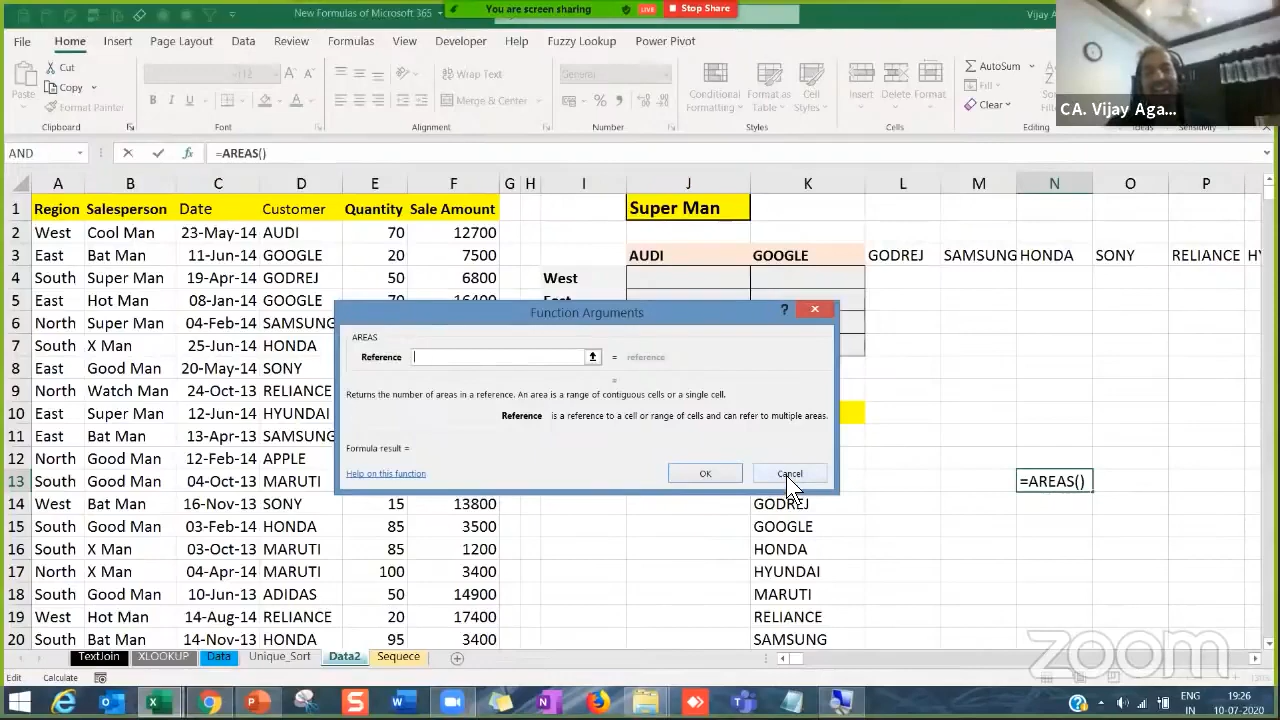 New Formulas of Microsoft 365
You are screen sharing
LIVE
Stop Share
Vijay A
File Home Insert Page Layout Data Review Formulas View Developer Help Fuzzy Lookup Power Pivot
CA. Vijay Aga...
Cut
Copy
Format Painter
Paste
Clipboard
Font
Wrap Text
Merge & Center
Alignment
General
Number
Conditional Formatting
Format as Table
Cell Styles
Styles
Insert Delete Format
Cells
AutoSum
Fill
Clear
Editing
Ideas
Sensitivity
AND
=AREAS()
A B C D E F G H I J K L M N O P
1 Region Salesperson Date Customer Quantity Sale Amount Super Man
2 West Cool Man 23-May-14 AUDI 70 12700
3 East Bat Man 11-Jun-14 GOOGLE 20 7500 AUDI GOOGLE GODREJ SAMSUNG HONDA SONY RELIANCE HY
4 South Super Man 19-Apr-14 GODREJ 50 6800 West
5 East Hot Man 08-Jan-14 GOOGLE 70 16400 East
6 North Super Man 04-Feb-14 SAMSUNG
7 South X Man 25-Jun-14 HONDA
8 East Good Man 20-May-14 SONY
9 North Watch Man 24-Oct-13 RELIANCE
10 East Super Man 12-Jun-14 HYUNDAI
11 East Bat Man 13-Apr-13 SAMSUNG
12 North Good Man 12-Feb-14 APPLE
13 South Good Man 04-Oct-13 MARUTI =AREAS()
14 West Bat Man 16-Nov-13 SONY 15 13800 GODREJ
15 South Good Man 03-Feb-14 HONDA 85 3500 GOOGLE
16 South X Man 03-Oct-13 MARUTI 85 1200 HONDA
17 North X Man 04-Apr-14 MARUTI 100 3400 HYUNDAI
18 South Good Man 10-Jun-13 ADIDAS 50 14900 MARUTI
19 West Hot Man 14-Aug-14 RELIANCE 20 17400 RELIANCE
20 South Bat Man 14-Nov-13 HONDA 95 3400 SAMSUNG
Function Arguments
AREAS
Reference = reference
=
Returns the number of areas in a reference. An area is a range of contiguous cells or a single cell.
Reference is a reference to a cell or range of cells and can refer to multiple areas.
Formula result =
Help on this function
OK
Cancel
TextJoin XLOOKUP Data Unique_Sort Data2 Sequece
zoom
Edit Calculate
ENG
IN
19:26
10-07-2020